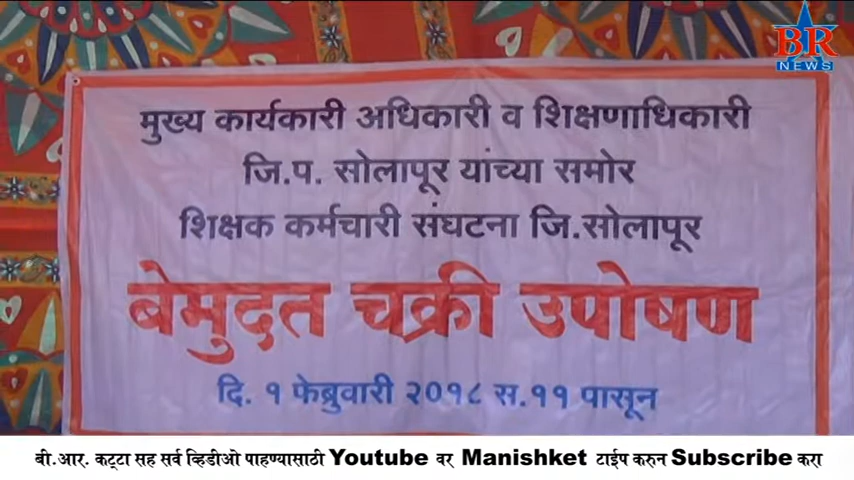 BR
NEWS
मुख्य कार्यकारी अधिकारी व शिक्षणाधिकारी
जि.प. सोलापूर यांच्या समोर
शिक्षक कर्मचारी संघटना जि.सोलापूर
बेमुदत चक्री उपोषण
दि. १ फेब्रुवारी २०१८ स.११ पासून
बी.आर. कट्टा सह सर्व व्हिडीओ पाहण्यासाठी Youtube वर Manishket टाईप करुन Subscribe करा